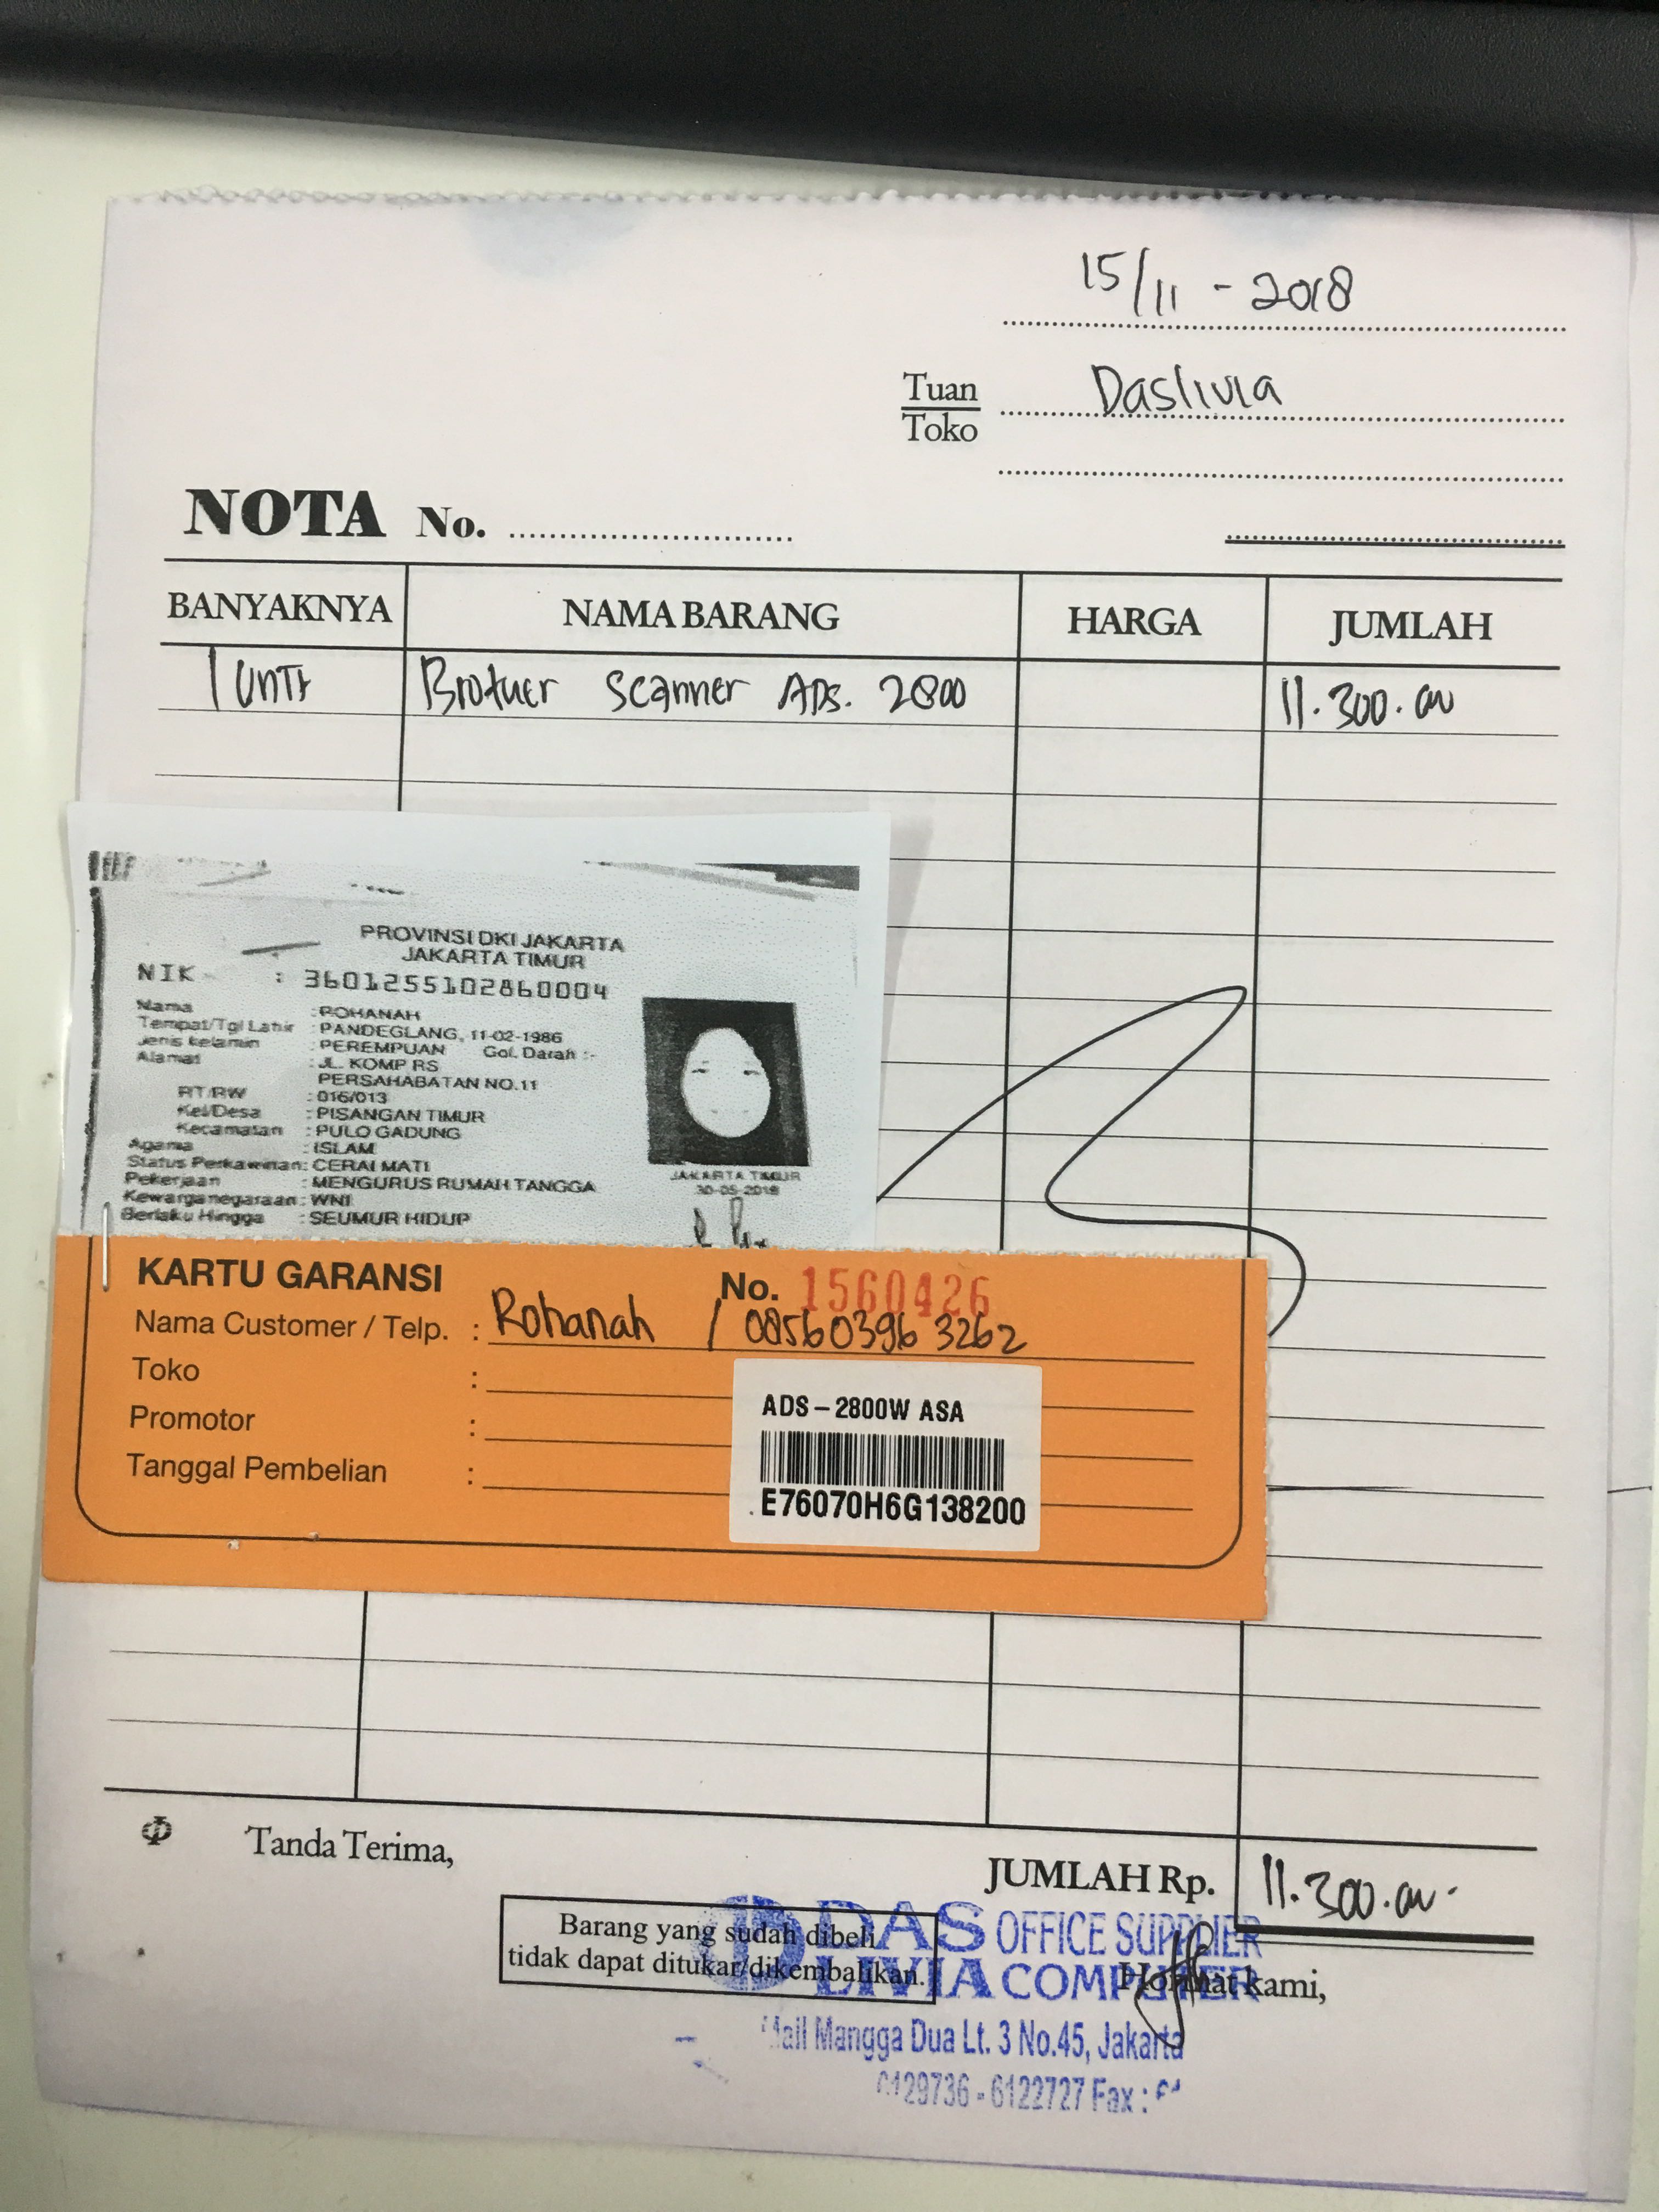 15/11 - 2018
Tuan
Toko
Daslivia
NOTA No.
BANYAKNYA NAMA BARANG HARGA JUMLAH
1 Unit Brother Scanner ADS. 2800 11.300.000
PROVINSI DKI JAKARTA
JAKARTA TIMUR
NIK : 3601255102860004
Nama : ROHANAH
Tempat/Tgl Lahir : PANDEGLANG, 11-02-1986
Jenis kelamin : PEREMPUAN Gol. Darah :-
Alamat : JL. KOMP RS
PERSAHABATAN NO.11
RT/RW : 016/013
Kel/Desa : PISANGAN TIMUR
Kecamatan : PULO GADUNG
Agama : ISLAM
Status Perkawinan: CERAI MATI
Pekerjaan : MENGURUS RUMAH TANGGA
Kewarganegaraan : WNI
Berlaku Hingga : SEUMUR HIDUP
JAKARTA TIMUR
KARTU GARANSI No. 1560426
Nama Customer / Telp. : Rohanah / 085603963262
Toko :
Promotor :
Tanggal Pembelian :
ADS-2800W ASA
E76070H6G138200
Tanda Terima,
JUMLAH Rp. 11.300.000
Barang yang sudah dibeli
tidak dapat ditukar/dikembalikan.
DAS OFFICE SUPPLIER
LIVIA COMPUTER
Hormat kami,
Mall Mangga Dua Lt. 3 No.45, Jakarta
6129736 - 6122727 Fax :